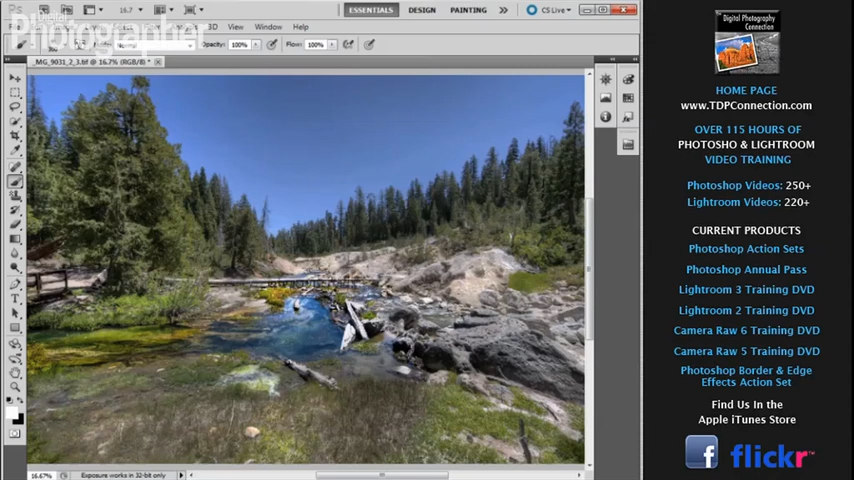 Ps
16.7
ESSENTIALS
DESIGN
PAINTING
CS Live
Digital
Photographer
View
Window
Help
Opacity: 100%
Flow: 100%
_MG_9031_2_3.tif @ 16.7% (RGB/8) *
16.67%
Exposure works in 32-bit only
Digital Photography
Connection
HOME PAGE
www.TDPConnection.com
OVER 115 HOURS OF
PHOTOSHO & LIGHTROOM
VIDEO TRAINING
Photoshop Videos: 250+
Lightroom Videos: 220+
CURRENT PRODUCTS
Photoshop Action Sets
Photoshop Annual Pass
Lightroom 3 Training DVD
Lightroom 2 Training DVD
Camera Raw 6 Training DVD
Camera Raw 5 Training DVD
Photoshop Border & Edge
Effects Action Set
Find Us In the
Apple iTunes Store
f
flickr